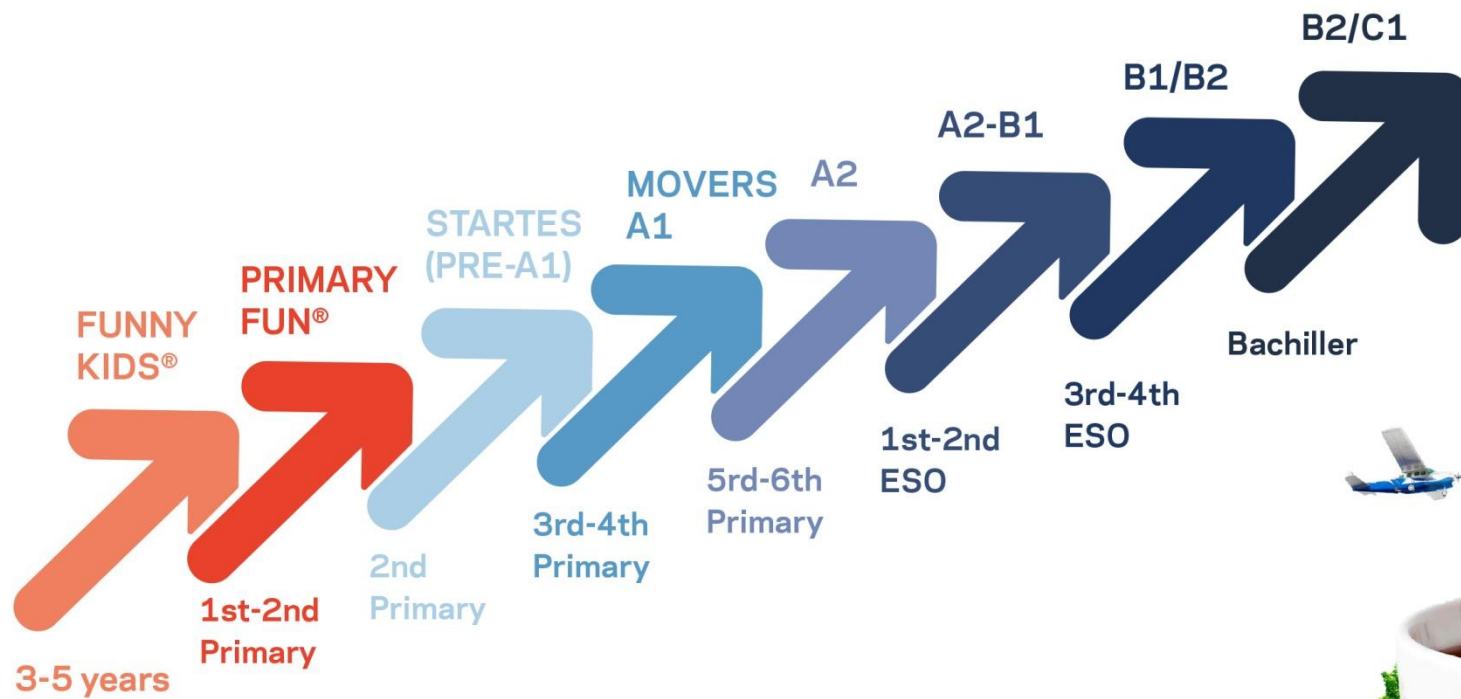 FUNNY
KIDS®
3-5 years
PRIMARY
FUN®
1st-2nd
Primary
STARTES
(PRE-A1)
2nd
Primary
MOVERS
A1
3rd-4th
Primary
A2
5rd-6th
Primary
A2-B1
1st-2nd
ESO
B1/B2
3rd-4th
ESO
B2/C1
Bachiller